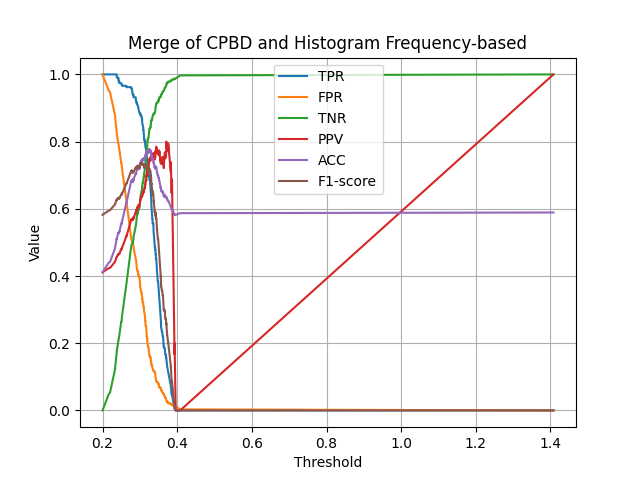 Merge of CPBD and Histogram Frequency-based
TPR
FPR
TNR
PPV
ACC
F1-score
Value
1.0
0.8
0.6
0.4
0.2
0.0
0.2
0.4
0.6
0.8
1.0
1.2
1.4
Threshold